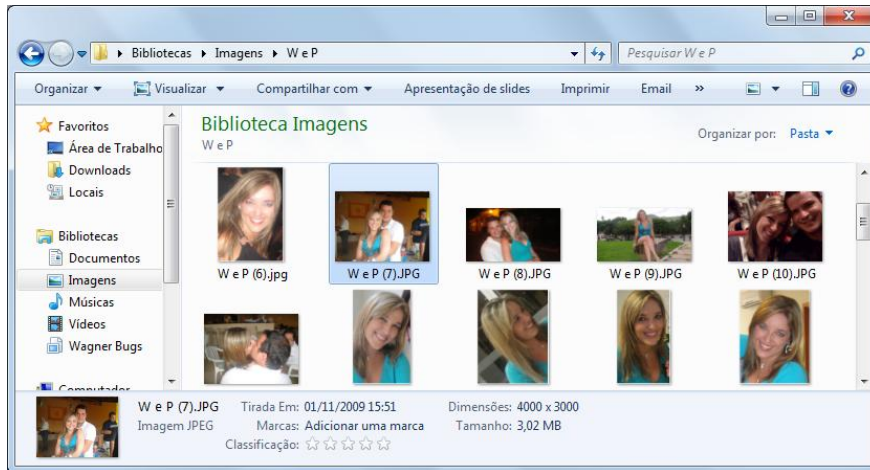 Bibliotecas Imagens W e P
Pesquisar W e P
Organizar Visualizar Compartilhar com Apresentação de slides Imprimir Email »
Favoritos
Área de Trabalho
Downloads
Locais
Bibliotecas
Documentos
Imagens
Músicas
Vídeos
Wagner Bugs
Computador
Biblioteca Imagens
W e P
Organizar por: Pasta
W e P (6).jpg W e P (7).JPG W e P (8).JPG W e P (9).JPG W e P (10).JPG
W e P (7).JPG Tirada Em: 01/11/2009 15:51 Dimensões: 4000 x 3000
Imagem JPEG Marcas: Adicionar uma marca Tamanho: 3,02 MB
Classificação: